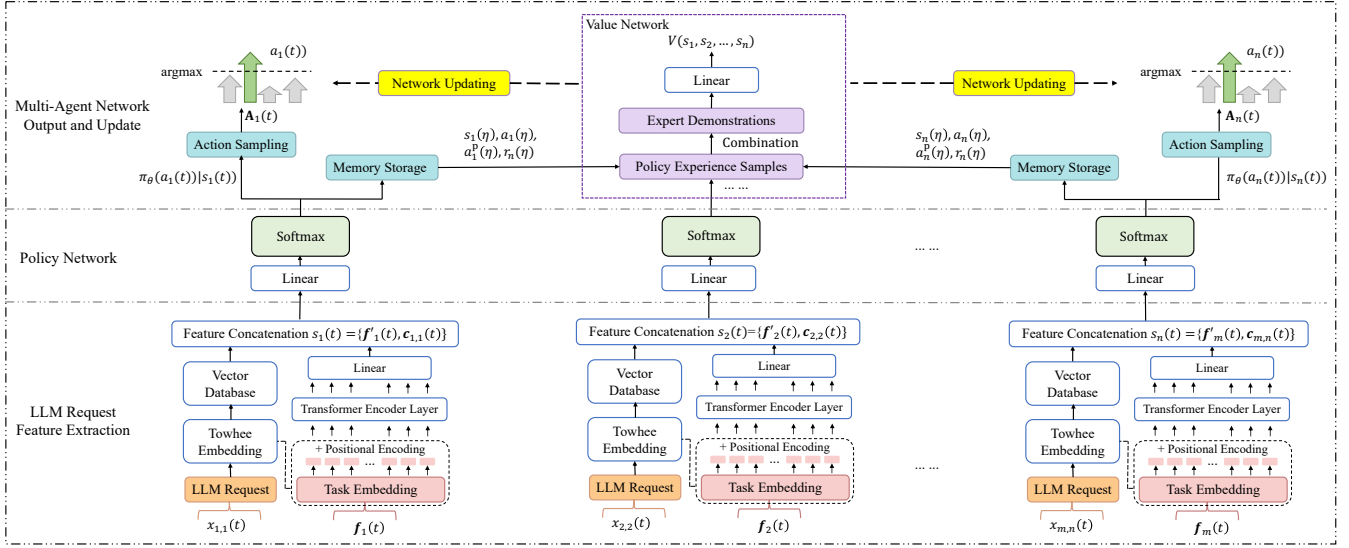 Value Network
V(s₁, s₂, …, sₙ)
Linear
Expert Demonstrations
Combination
Policy Experience Samples
... ...
Multi-Agent Network
Output and Update
argmax
a₁(t))
A₁(t)
Action Sampling
π_θ(a₁(t))|s₁(t))
Memory Storage
Network Updating
s₁(η), a₁(η),
a₁ᵖ(η), rₙ(η)
Network Updating
sₙ(η), aₙ(η),
aₙᵖ(η), rₙ(η)
Memory Storage
argmax
aₙ(t))
Aₙ(t)
Action Sampling
π_θ(aₙ(t))|sₙ(t))
Policy Network
Softmax
Linear
Softmax
Linear
... ...
Softmax
Linear
LLM Request
Feature Extraction
Feature Concatenation s₁(t) ={f′₁(t), c₁,₁(t)}
Vector
Database
Linear
Transformer Encoder Layer
Towhee
Embedding
+ Positional Encoding
...
LLM Request
Task Embedding
x₁,₁(t)
f₁(t)
Feature Concatenation s₂(t)={f′₂(t), c₂,₂(t)}
Vector
Database
Linear
Transformer Encoder Layer
Towhee
Embedding
+ Positional Encoding
...
LLM Request
Task Embedding
x₂,₂(t)
f₂(t)
... ...
Feature Concatenation sₙ(t) ={f′ₘ(t), cₘ,ₙ(t)}
Vector
Database
Linear
Transformer Encoder Layer
Towhee
Embedding
+ Positional Encoding
...
LLM Request
Task Embedding
xₘ,ₙ(t)
fₘ(t)